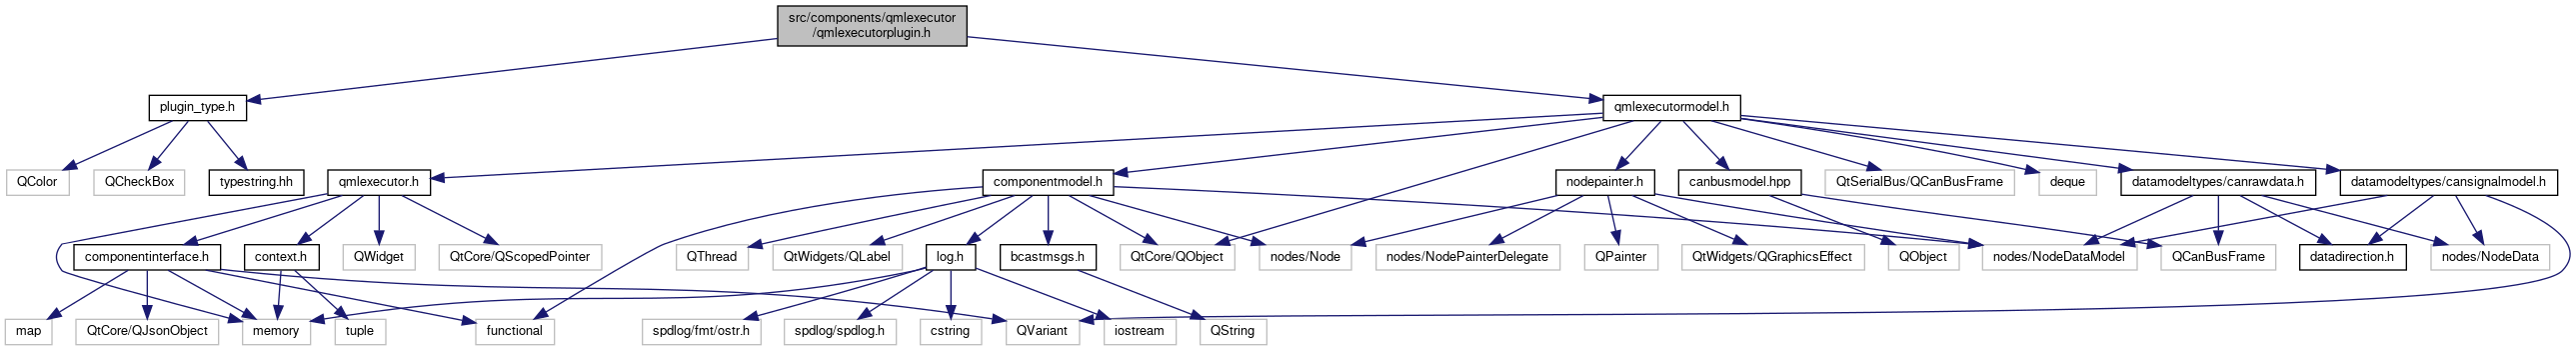 src/components/qmlexecutor
/qmlexecutorplugin.h
plugin_type.h
qmlexecutormodel.h
QColor
QCheckBox
typestring.hh
qmlexecutor.h
componentmodel.h
nodepainter.h
canbusmodel.hpp
QtSerialBus/QCanBusFrame
deque
datamodeltypes/canrawdata.h
datamodeltypes/cansignalmodel.h
componentinterface.h
context.h
QWidget
QtCore/QScopedPointer
QThread
QtWidgets/QLabel
log.h
bcastmsgs.h
QtCore/QObject
nodes/Node
nodes/NodePainterDelegate
QPainter
QtWidgets/QGraphicsEffect
QObject
nodes/NodeDataModel
QCanBusFrame
datadirection.h
nodes/NodeData
map
QtCore/QJsonObject
memory
tuple
functional
spdlog/fmt/ostr.h
spdlog/spdlog.h
cstring
QVariant
iostream
QString